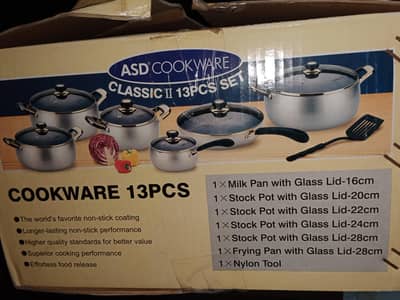 ASD® COOKWARE
CLASSIC II 13PCS SET
COOKWARE 13PCS
●The world's favorite non-stick coating
●Longer-lasting non-stick performance
●Higher quality standards for better value
●Superior cooking performance
●Effortless food release
1×Milk Pan with Glass Lid-16cm
1×Stock Pot with Glass Lid-20cm
1×Stock Pot with Glass Lid-22cm
1×Stock Pot with Glass Lid-24cm
1×Stock Pot with Glass Lid-28cm
1×Frying Pan with Glass Lid-28cm
1×Nylon Tool